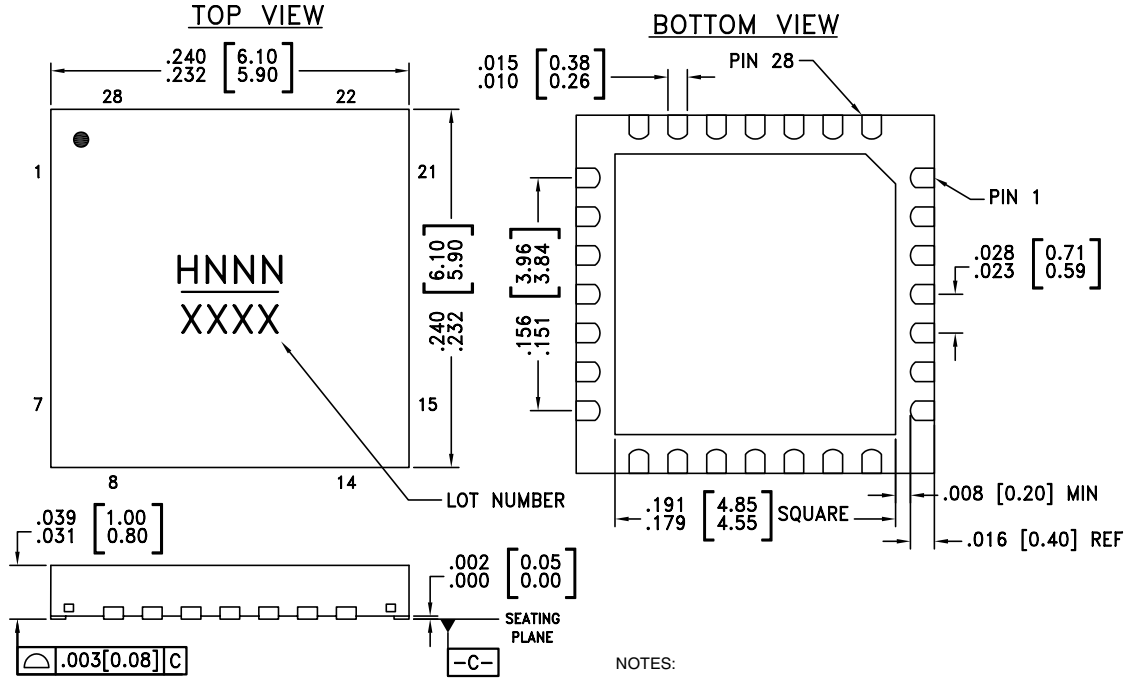 TOP VIEW
.240 [6.10]
.232 [5.90]
28
22
1
21
HNNN
XXXX
.240 [6.10]
.232 [5.90]
7
15
8
14
LOT NUMBER
.039 [1.00]
.031 [0.80]
.002 [0.05]
.000 [0.00]
SEATING
PLANE
.003[0.08] C
-C-
BOTTOM VIEW
.015 [0.38]
.010 [0.26]
PIN 28
PIN 1
.156 [3.96]
.151 [3.84]
.028 [0.71]
.023 [0.59]
.191 [4.85]
.179 [4.55]
SQUARE
.008 [0.20] MIN
.016 [0.40] REF
NOTES: